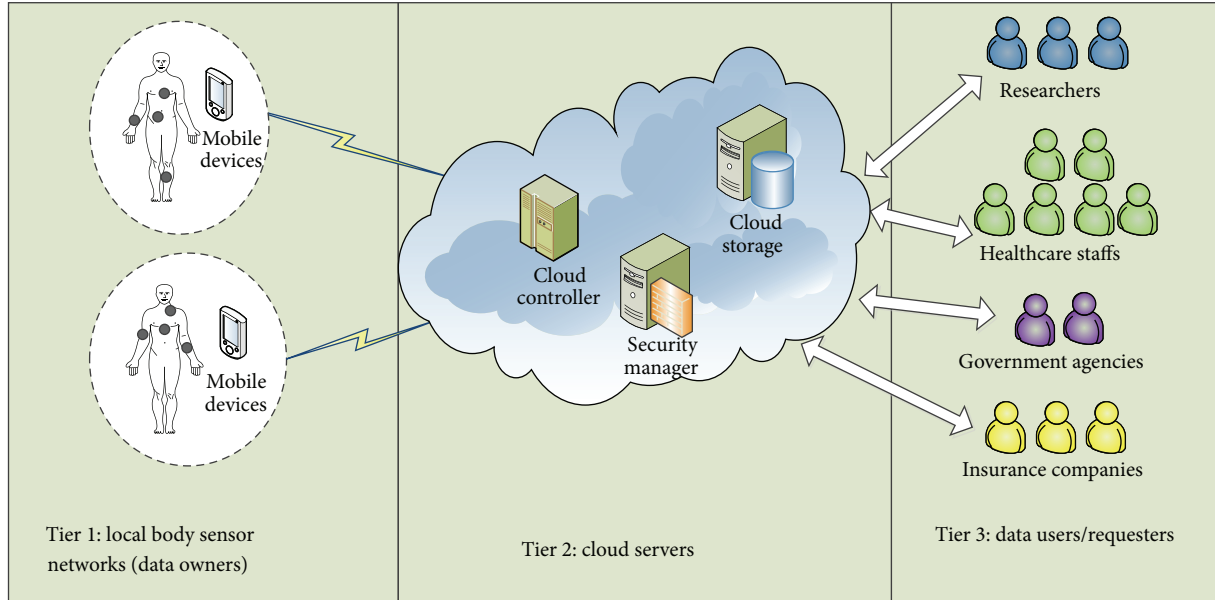 Mobile
devices
Mobile
devices
Tier 1: local body sensor
networks (data owners)
Cloud
controller
Cloud
storage
Security
manager
Tier 2: cloud servers
Researchers
Healthcare staffs
Government agencies
Insurance companies
Tier 3: data users/requesters